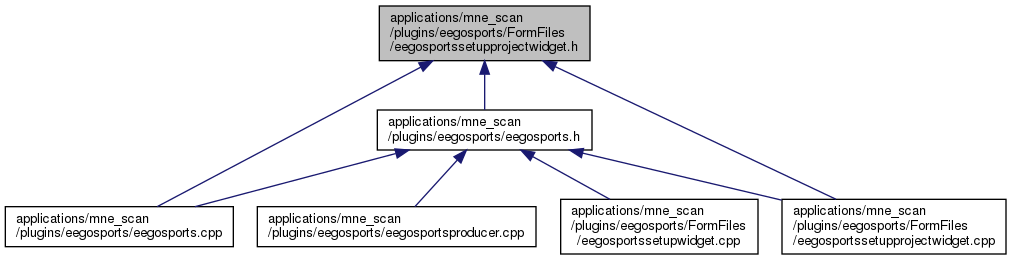 applications/mne_scan
/plugins/eegosports/FormFiles
/eegosportssetupprojectwidget.h
applications/mne_scan
/plugins/eegosports/eegosports.h
applications/mne_scan
/plugins/eegosports/eegosports.cpp
applications/mne_scan
/plugins/eegosports/eegosportsproducer.cpp
applications/mne_scan
/plugins/eegosports/FormFiles
/eegosportssetupwidget.cpp
applications/mne_scan
/plugins/eegosports/FormFiles
/eegosportssetupprojectwidget.cpp